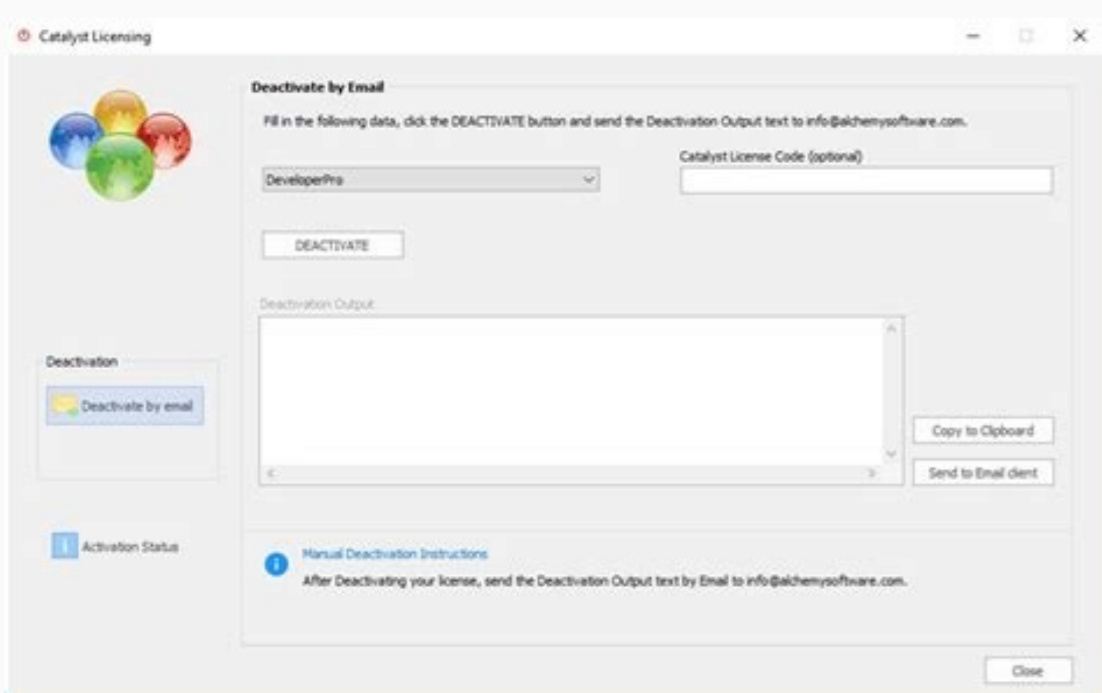 Catalyst Licensing
Deactivate by Email
Fill in the following data, click the DEACTIVATE button and send the Deactivation Output text to info@alchemysoftware.com.
Catalyst License Code (optional)
DeveloperPro
DEACTIVATE
Deactivation Output
Deactivation
Deactivate by email
Copy to Clipboard
Send to Email client
Activation Status
Manual Deactivation Instructions
After Deactivating your license, send the Deactivation Output text by Email to info@alchemysoftware.com.
Close